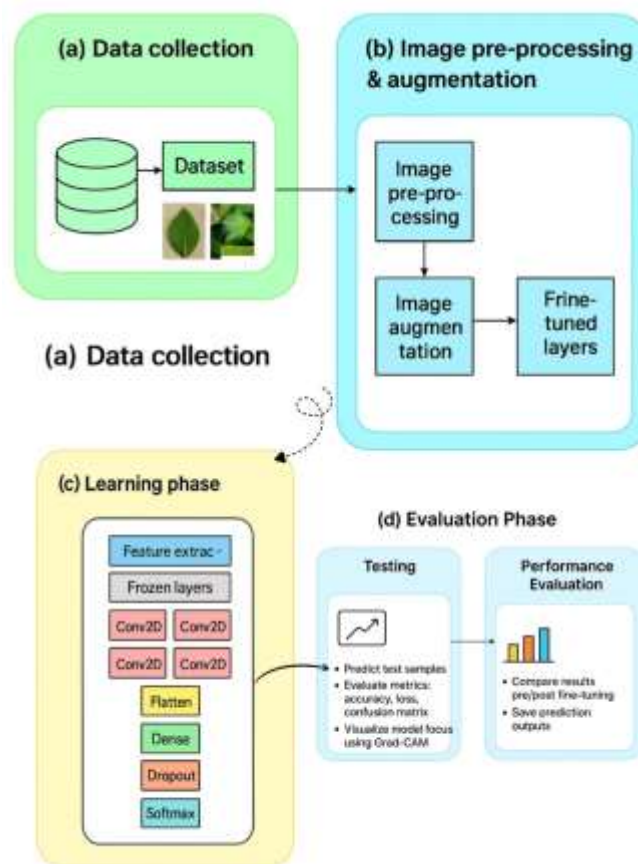 (a) Data collection
Dataset
(b) Image pre-processing
& augmentation
Image
pre-pro-
cessing
Image
augmen
tation
Frine-
tuned
layers
(a) Data collection
(c) Learning phase
Feature extrac -
Frozen layers
Conv2D Conv2D
Conv2D Conv2D
Flatten
Dense
Dropout
Softmax
(d) Evaluation Phase
Testing
• Predict test samples
• Evaluate metrics:
accuracy, loss,
confusion matrix
• Visualize model focus
using Grad-CAM
Performance
Evaluation
• Compare results
pre/post fine-tuning
• Save prediction
outputs